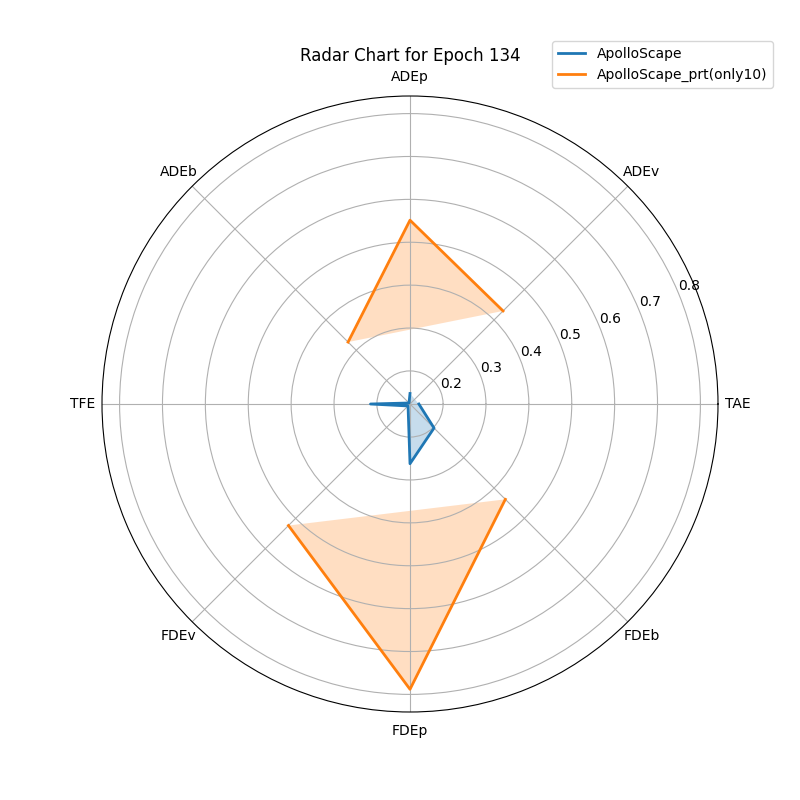 Radar Chart for Epoch 134
ApolloScape
ApolloScape_prt(only10)
ADEp
ADEb
ADEv
0.8
0.7
0.6
0.5
0.4
0.3
0.2
TFE
TAE
FDEv
FDEb
FDEp